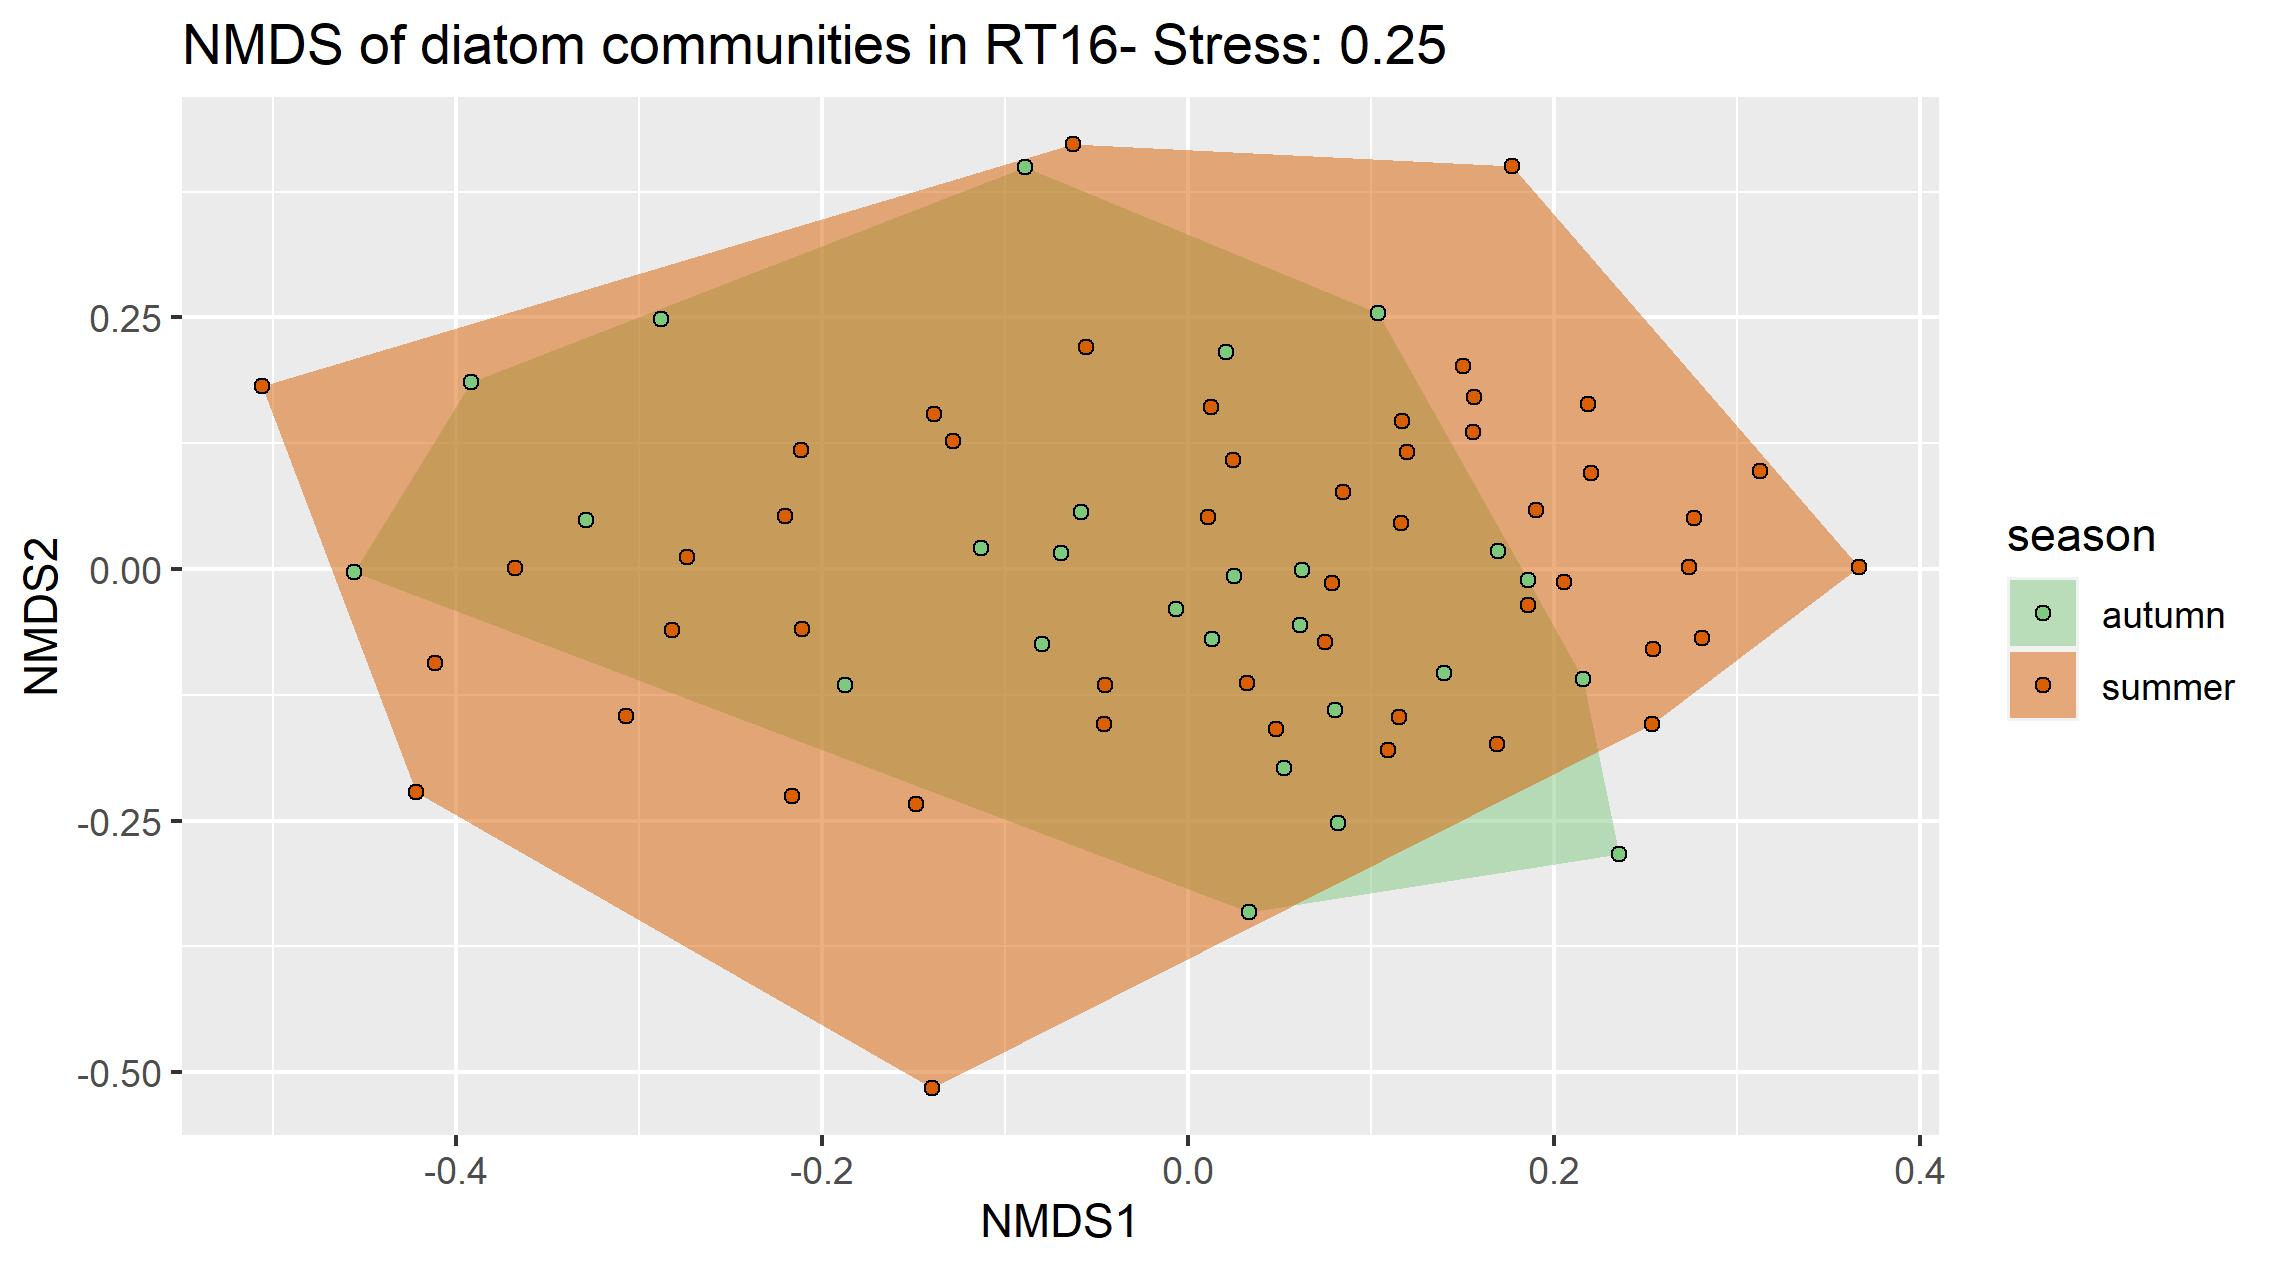 NMDS of diatom communities in RT16- Stress: 0.25
0.25
0.00
-0.25
-0.50
NMDS2
-0.4
-0.2
0.0
0.2
0.4
NMDS1
season
autumn
summer